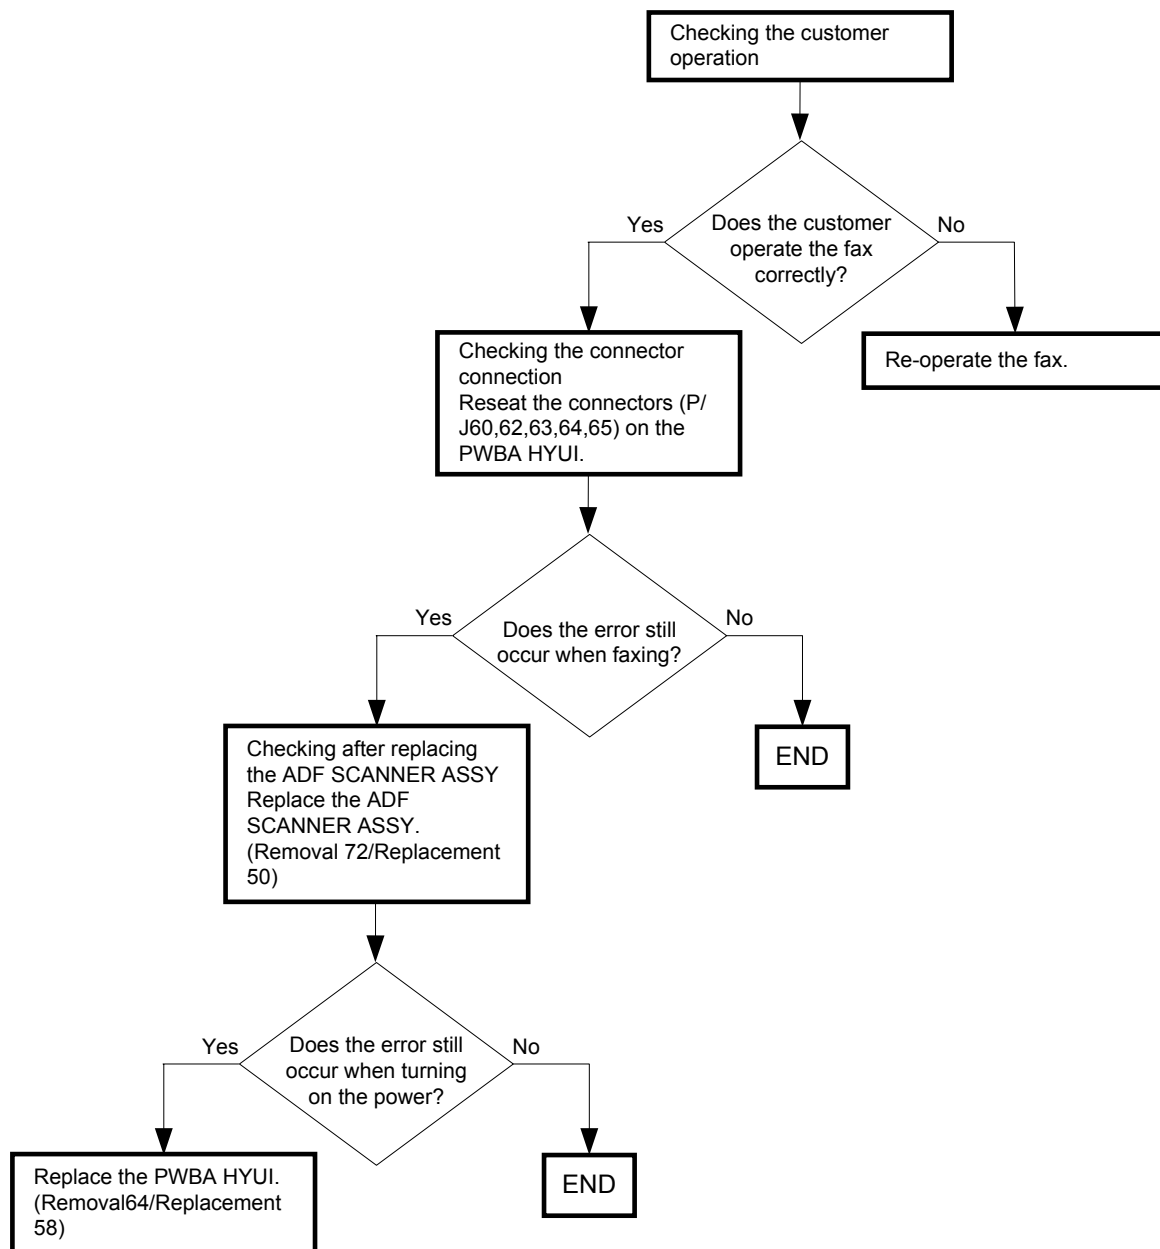 Checking the customer
operation
Does the customer
operate the fax
correctly?
Yes
No
Checking the connector
connection
Reseat the connectors (P/
J60,62,63,64,65) on the
PWBA HYUI.
Re-operate the fax.
Does the error still
occur when faxing?
Yes
No
Checking after replacing
the ADF SCANNER ASSY
Replace the ADF
SCANNER ASSY.
(Removal 72/Replacement
50)
END
Does the error still
occur when turning
on the power?
Yes
No
Replace the PWBA HYUI.
(Removal64/Replacement
58)
END